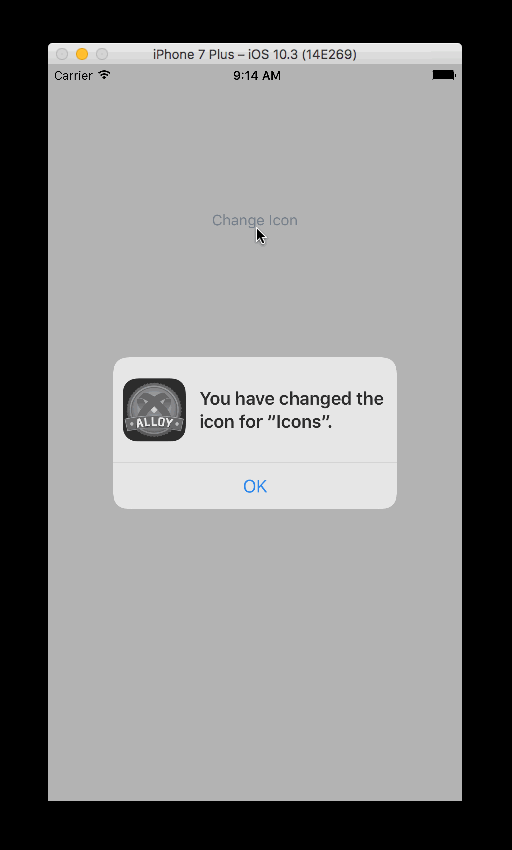 iPhone 7 Plus – iOS 10.3 (14E269)
Carrier 9:14 AM
Change Icon
ALLOY
You have changed the
icon for ”Icons”.
OK